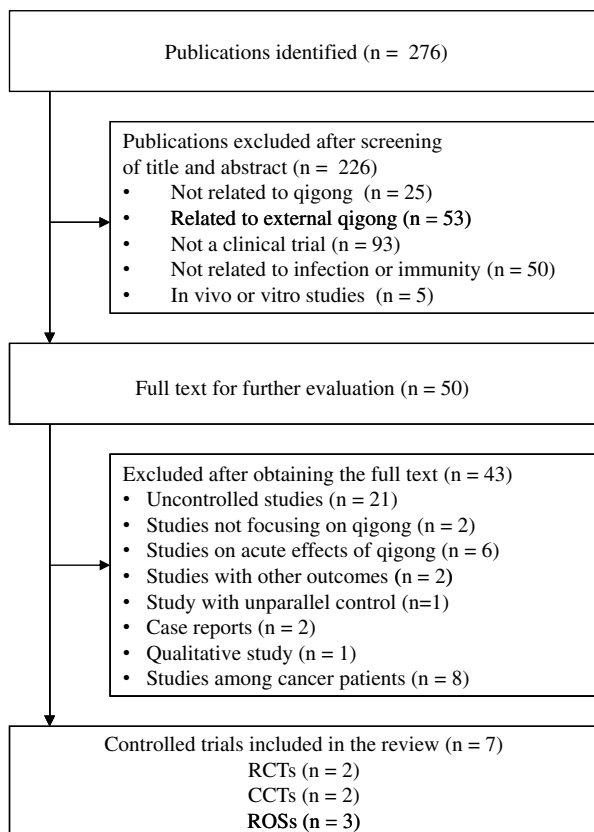 Publications identified (n = 276)
Publications excluded after screening
of title and abstract (n = 226)
• Not related to qigong (n = 25)
• Related to external qigong (n = 53)
• Not a clinical trial (n = 93)
• Not related to infection or immunity (n = 50)
• In vivo or vitro studies (n = 5)
Full text for further evaluation (n = 50)
Excluded after obtaining the full text (n = 43)
• Uncontrolled studies (n = 21)
• Studies not focusing on qigong (n = 2)
• Studies on acute effects of qigong (n = 6)
• Studies with other outcomes (n = 2)
• Study with unparallel control (n=1)
• Case reports (n = 2)
• Qualitative study (n = 1)
• Studies among cancer patients (n = 8)
Controlled trials included in the review (n = 7)
RCTs (n = 2)
CCTs (n = 2)
ROSs (n = 3)